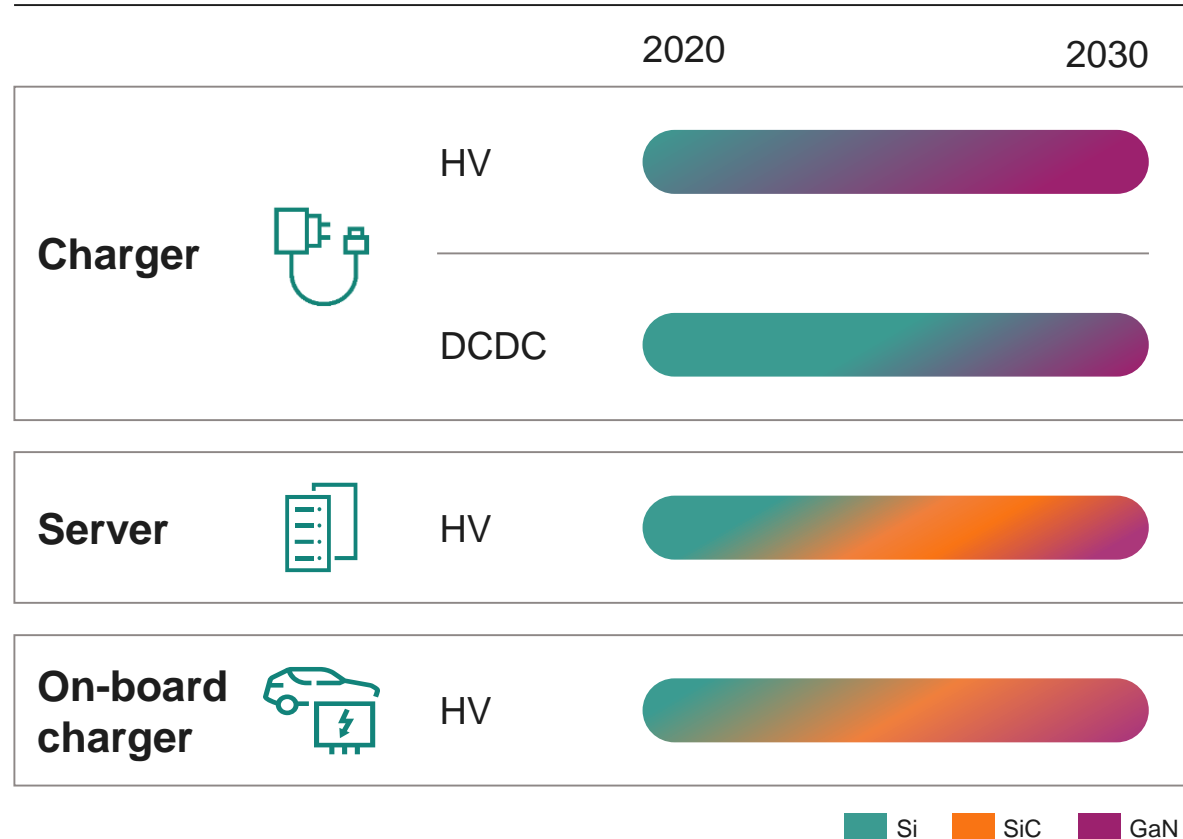 2020
2030
Charger
HV
DCDC
Server
HV
On-board
charger
HV
Si
SiC
GaN